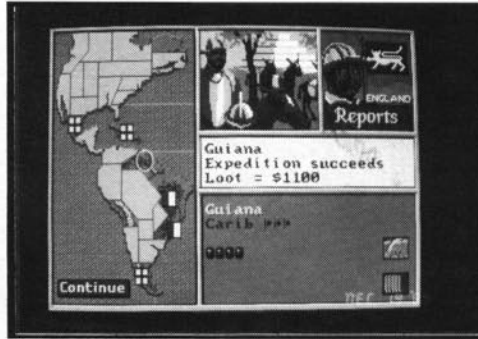 ENGLAND
Reports
Guiana
Expedition succeeds
Loot = $1100
Guiana
Carib
Continue